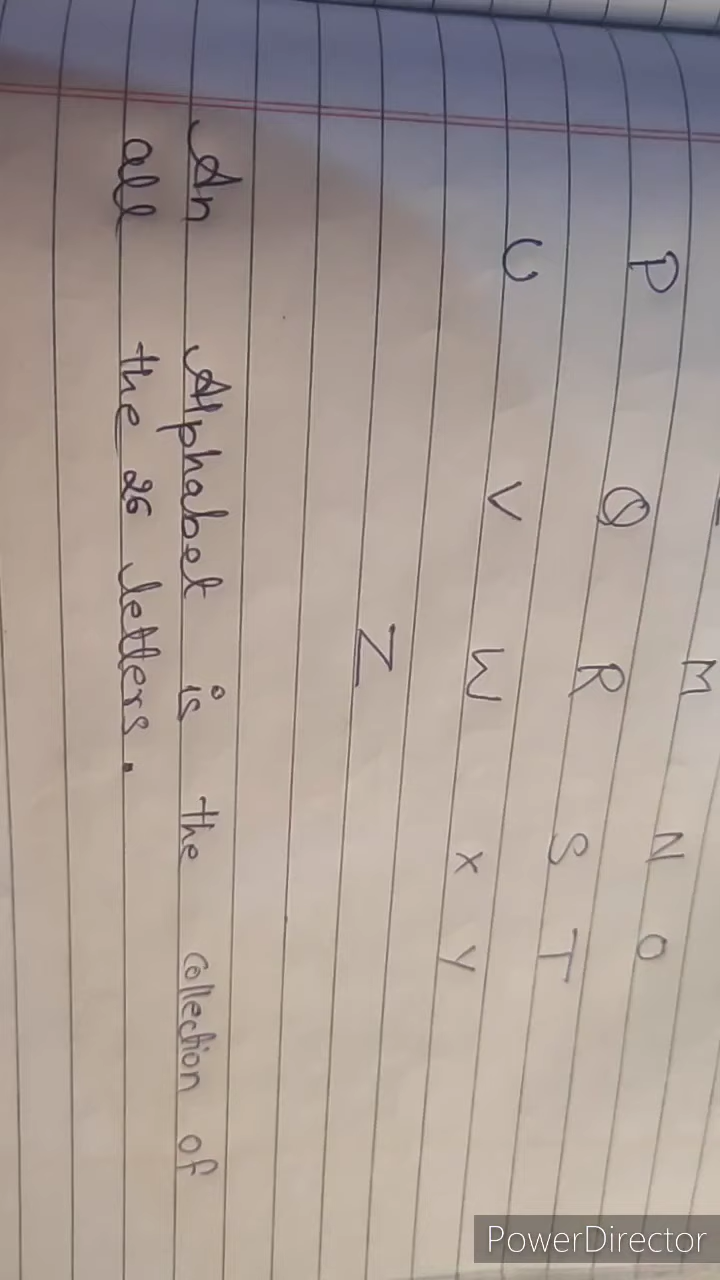 M N O
P Q R S T
U V W X Y
Z
An Alphabet is the collection of
all the 26 letters.
PowerDirector